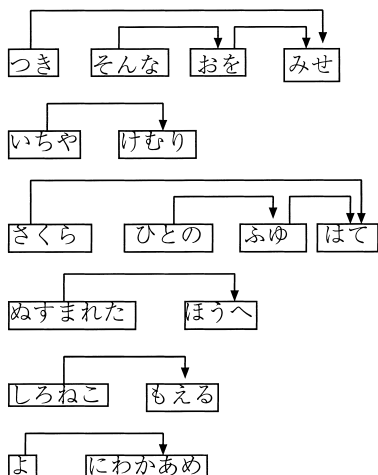 つき そんな おを みせ
いちや けむり
さくら ひとの ふゆ はて
ぬすまれた ほうへ
しろねこ もえる
よ にわかあめ